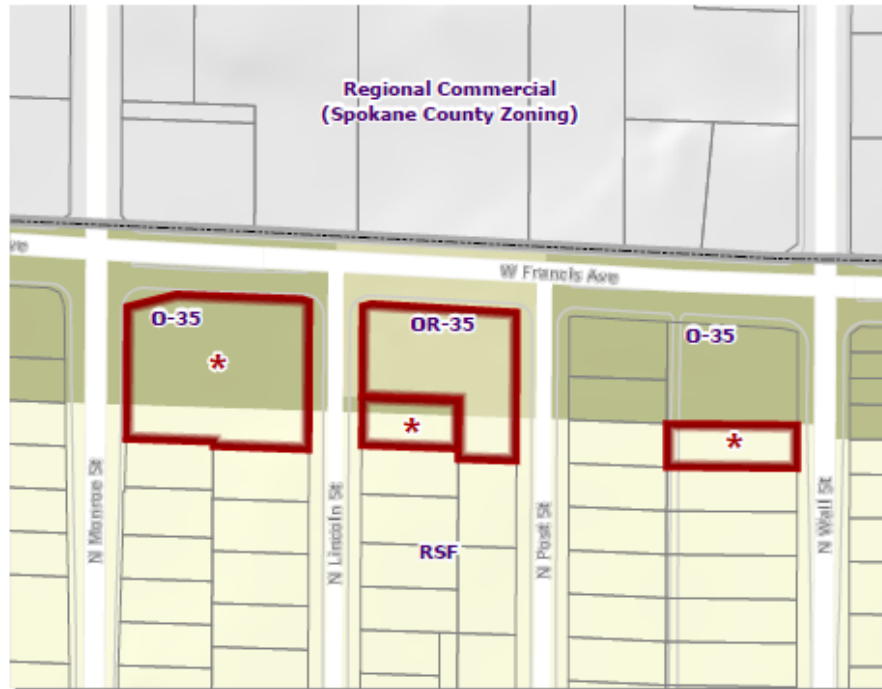 Regional Commercial
(Spokane County Zoning)
ve
W Francis Ave
O-35
*
OR-35
*
O-35
*
N Monroe St
N Lincoln St
RSF
N Post St
N Wall St